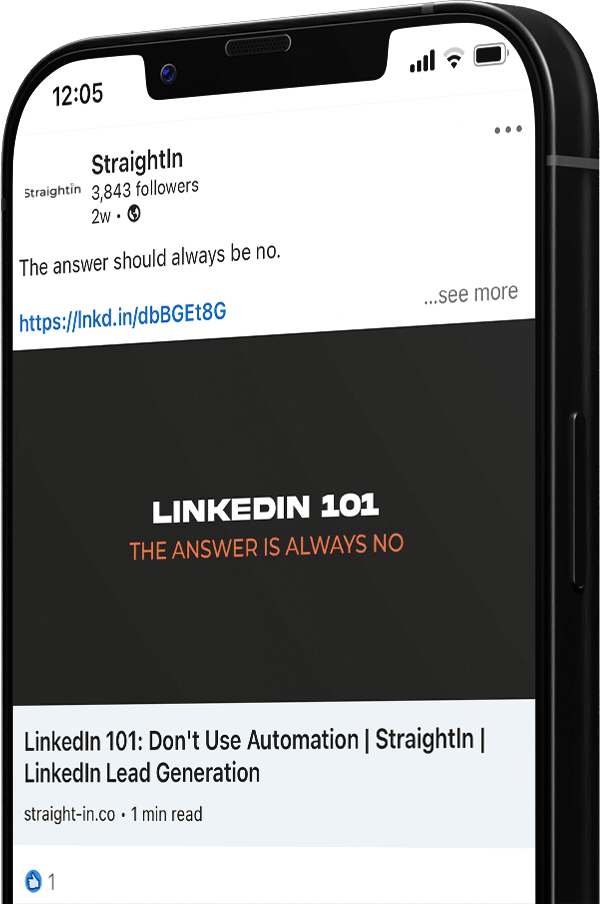 12:05
StraightIn
StraightIn
3,843 followers
2w •
The answer should always be no.
https://lnkd.in/dbBGEt8G
...see more
LINKEDIN 101
THE ANSWER IS ALWAYS NO
LinkedIn 101: Don't Use Automation | StraightIn |
LinkedIn Lead Generation
straight-in.co • 1 min read
1